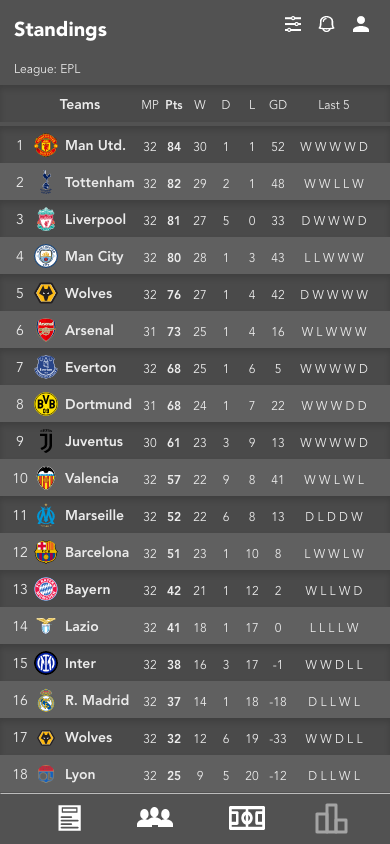 Standings
League: EPL
Teams MP Pts W D L GD Last 5
1 Man Utd. 32 84 30 1 1 52 W W W W D
2 Tottenham 32 82 29 2 1 48 W W L L W
3 Liverpool 32 81 27 5 0 33 D W W W D
4 Man City 32 80 28 1 3 43 L L W W W
5 Wolves 32 76 27 1 4 42 D W W W W
6 Arsenal 31 73 25 1 4 16 W L W W W
7 Everton 32 68 25 1 6 5 W W W W D
8 Dortmund 31 68 24 1 7 22 W W W D D
9 Juventus 30 61 23 3 9 13 W W W W D
10 Valencia 32 57 22 9 8 41 W W L W L
11 Marseille 32 52 22 6 8 13 D L D D W
12 Barcelona 32 51 23 1 10 8 L W W L W
13 Bayern 32 42 21 1 12 2 W L L W D
14 Lazio 32 41 18 1 17 0 L L L L W
15 Inter 32 38 16 3 17 -1 W W D L L
16 R. Madrid 32 37 14 1 18 -18 D L L W L
17 Wolves 32 32 12 6 19 -33 W W D L L
18 Lyon 32 25 9 5 20 -12 D L L W L